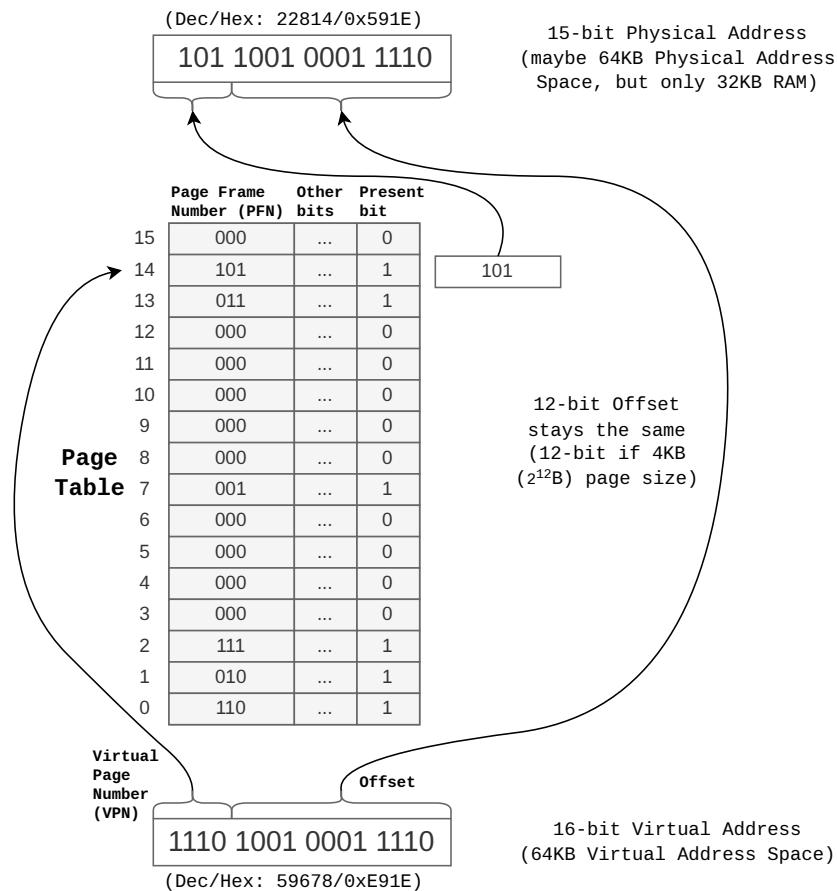 (Dec/Hex: 22814/0x591E)
101 1001 0001 1110
15-bit Physical Address
(maybe 64KB Physical Address
Space, but only 32KB RAM)
Page Frame Other Present
Number (PFN) bits bit
15 000 ... 0
14 101 ... 1
101
13 011 ... 1
12 000 ... 0
11 000 ... 0
10 000 ... 0
9 000 ... 0
8 000 ... 0
7 001 ... 1
6 000 ... 0
5 000 ... 0
4 000 ... 0
3 000 ... 0
2 111 ... 1
1 010 ... 1
0 110 ... 1
Page
Table
12-bit Offset
stays the same
(12-bit if 4KB
(2¹²B) page size)
Virtual
Page
Number
(VPN)
Offset
1110 1001 0001 1110
(Dec/Hex: 59678/0xE91E)
16-bit Virtual Address
(64KB Virtual Address Space)